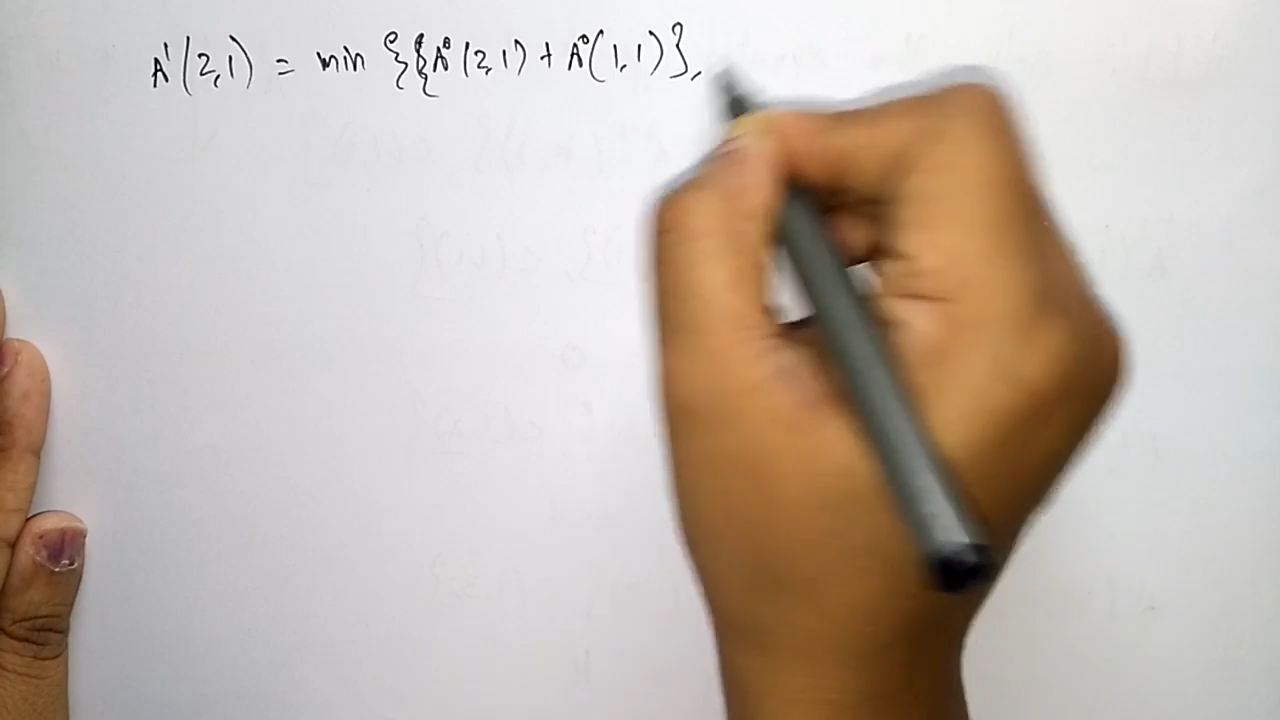 A¹(2,1) = min {{A⁰(2,1) + A⁰(1,1)},